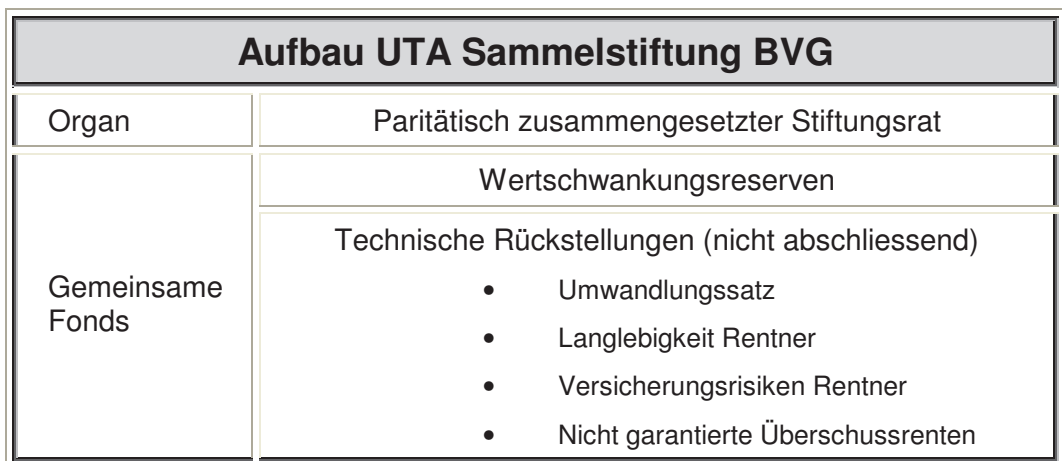 Aufbau UTA Sammelstiftung BVG
Organ
Paritätisch zusammengesetzter Stiftungsrat
Gemeinsame
Fonds
Wertschwankungsreserven
Technische Rückstellungen (nicht abschliessend)
• Umwandlungssatz
• Langlebigkeit Rentner
• Versicherungsrisiken Rentner
• Nicht garantierte Überschussrenten